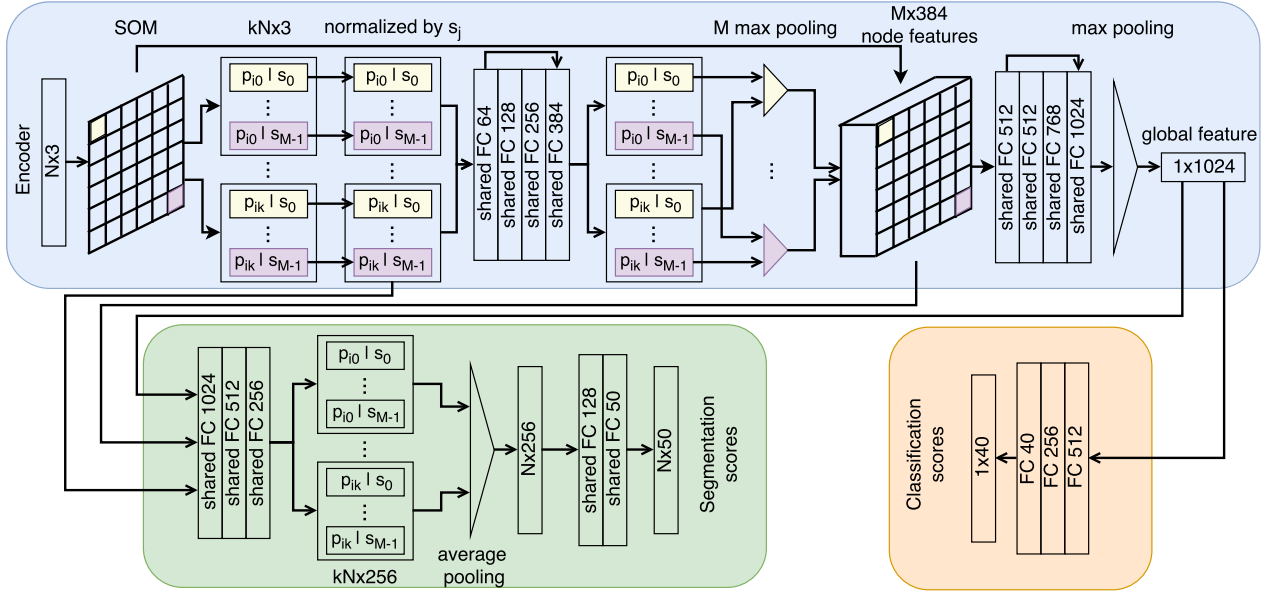 SOM
kNx3
normalized by sj
M max pooling
Mx384
node features
max pooling
Encoder
Nx3
pi0 | s0
⋮
pi0 | sM-1
⋮
pik | s0
⋮
pik | sM-1
pi0 | s0
⋮
pi0 | sM-1
⋮
pik | s0
⋮
pik | sM-1
shared FC 64
shared FC 128
shared FC 256
shared FC 384
pi0 | s0
⋮
pi0 | sM-1
⋮
pik | s0
⋮
pik | sM-1
⋮
shared FC 512
shared FC 512
shared FC 768
shared FC 1024
global feature
1x1024
shared FC 1024
shared FC 512
shared FC 256
pi0 | s0
⋮
pi0 | sM-1
⋮
pik | s0
⋮
pik | sM-1
kNx256
average
pooling
Nx256
shared FC 128
shared FC 50
Nx50
Segmentation
scores
Classification
scores
1x40
FC 40
FC 256
FC 512